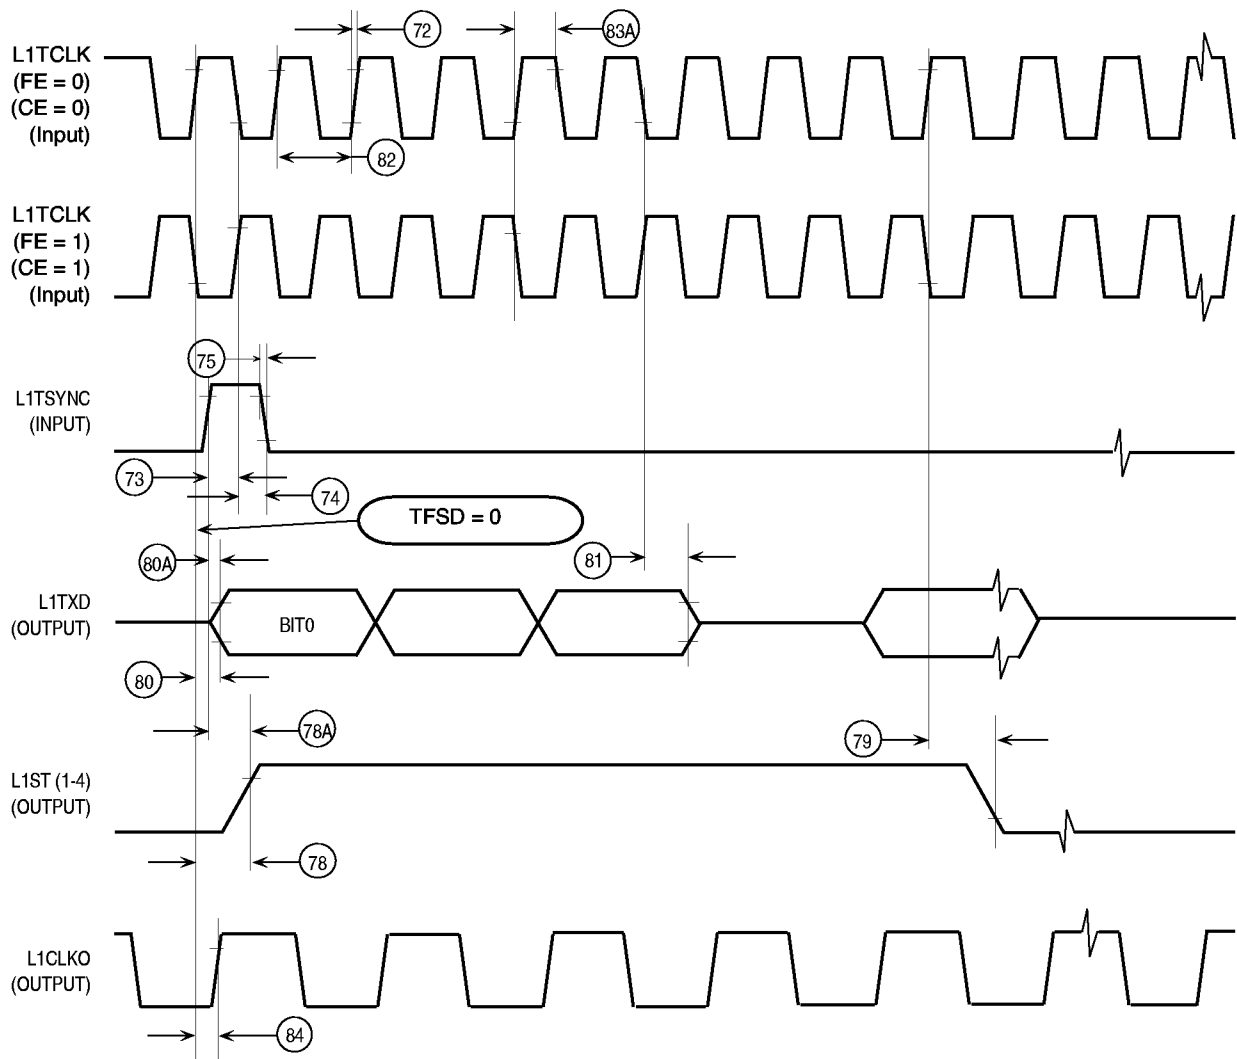 72
83A
L1TCLK
(FE = 0)
(CE = 0)
(Input)
82
L1TCLK
(FE = 1)
(CE = 1)
(Input)
75
L1TSYNC
(INPUT)
73
74
TFSD = 0
80A
81
L1TXD
(OUTPUT)
BIT0
80
78A
79
L1ST (1-4)
(OUTPUT)
78
L1CLKO
(OUTPUT)
84